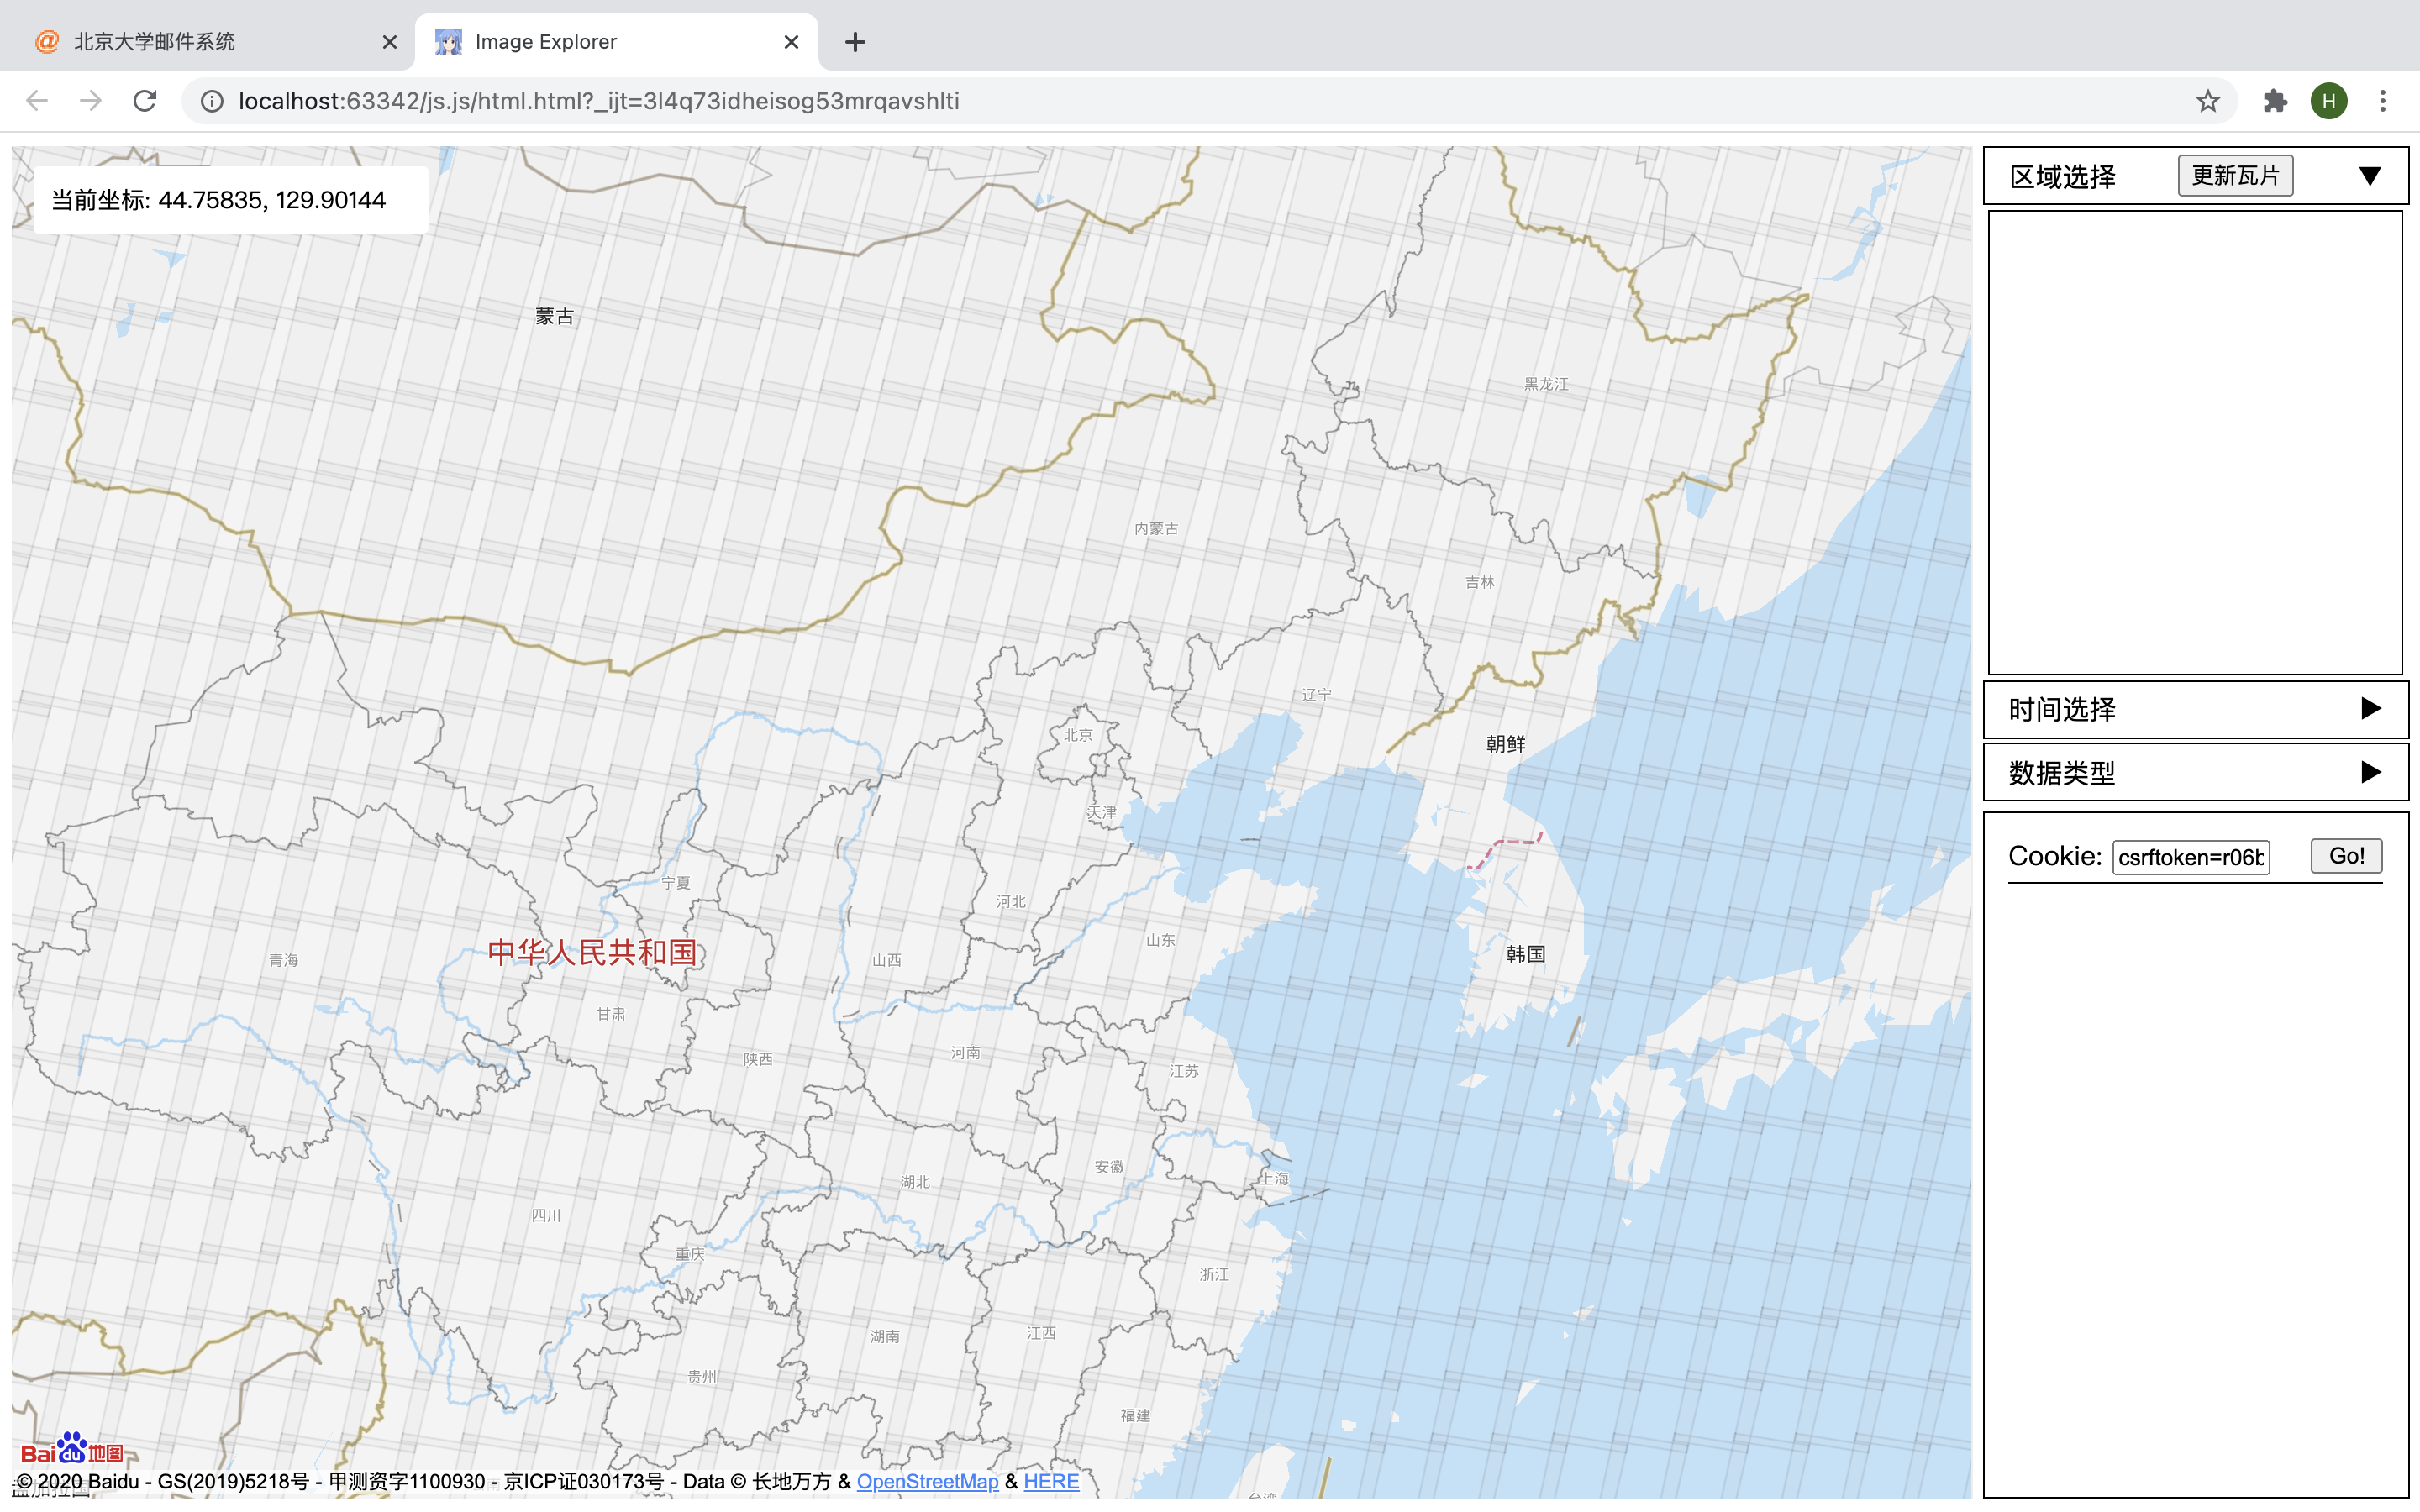 北京大学邮件系统
Image Explorer
localhost:63342/js.js/html.html?_ijt=3l4q73idheisog53mrqavshlti
H
当前坐标: 44.75835, 129.90144
区域选择
更新瓦片
蒙古
黑龙江
内蒙古
吉林
辽宁
时间选择
北京
朝鲜
数据类型
天津
Cookie: csrftoken=r06b
Go!
宁夏
河北
山东
中华人民共和国
韩国
青海
山西
甘肃
陕西
河南
江苏
安徽
湖北
上海
四川
重庆
浙江
湖南
江西
贵州
福建
Baidu地图
© 2020 Baidu - GS(2019)5218号 - 甲测资字1100930 - 京ICP证030173号 - Data © 长地万方 & OpenStreetMap & HERE